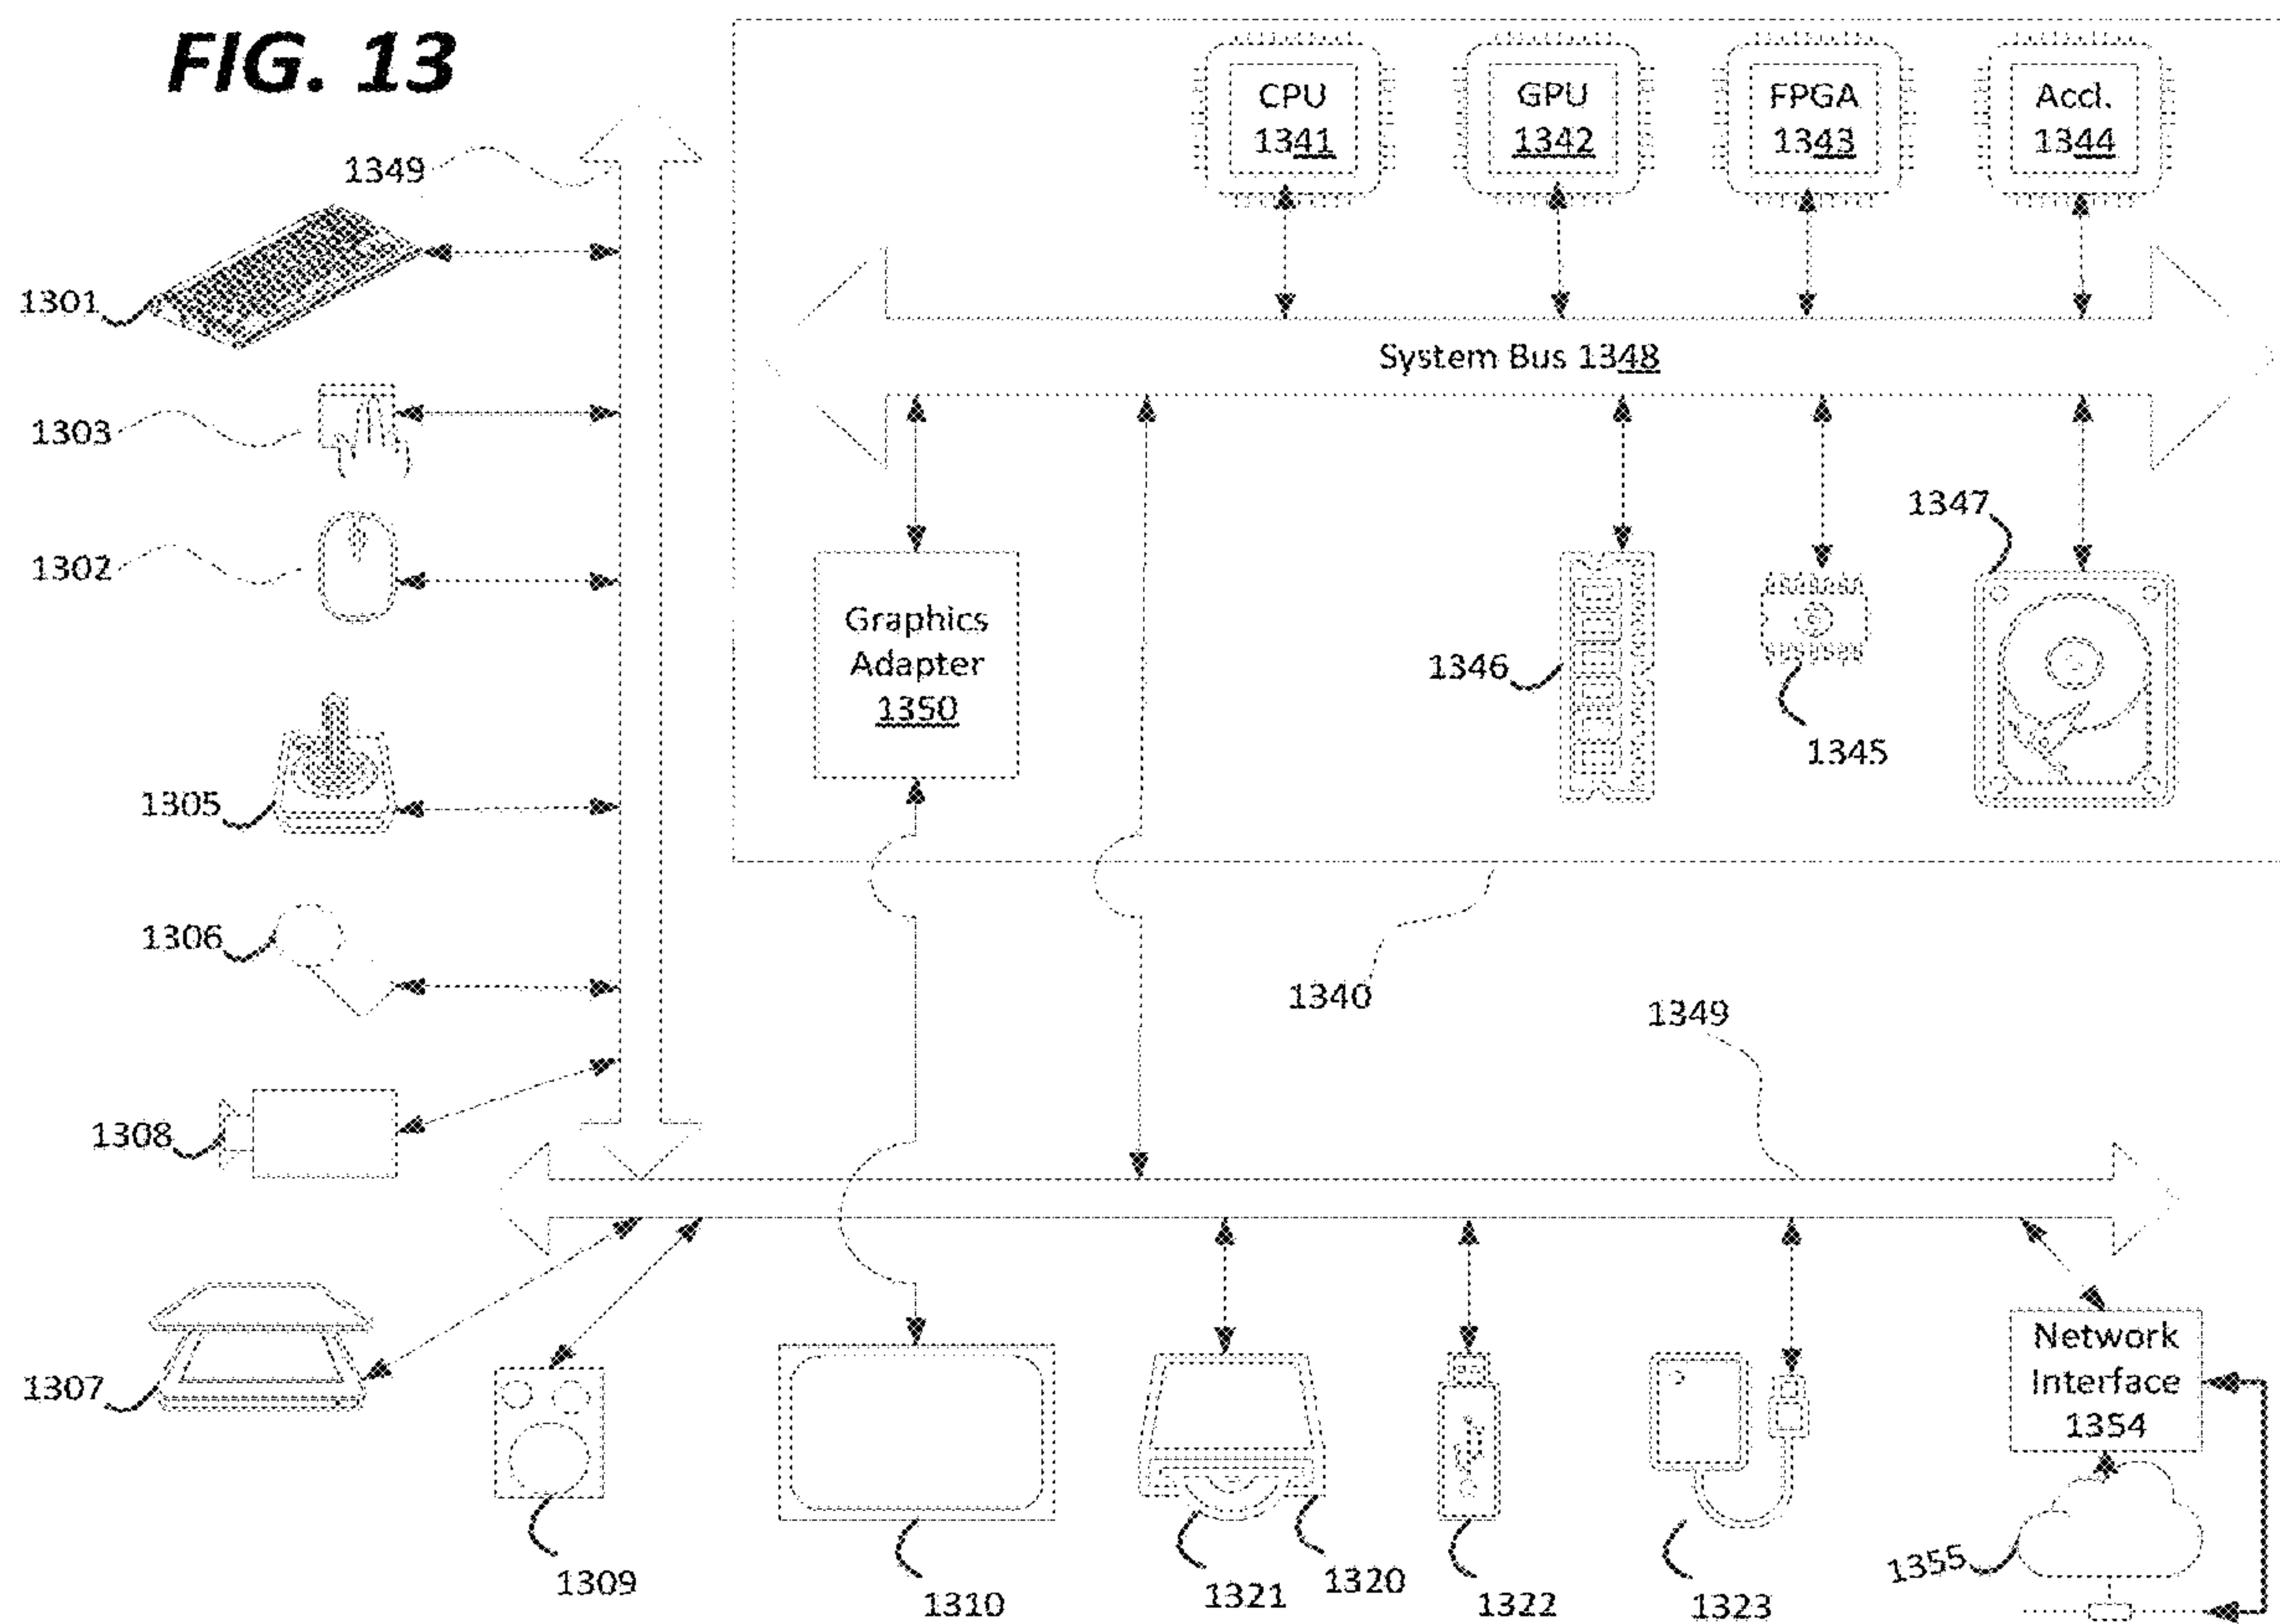 FIG. 13
CPU
1341
GPU
1342
FPGA
1343
Accl.
1344
1349
1301
System Bus 1348
1303
1302
1347
Graphics
Adapter
1350
1346
1345
1305
1306
1340
1349
1308
1307
Network
Interface
1354
1309
1310
1321
1320
1322
1323
1355